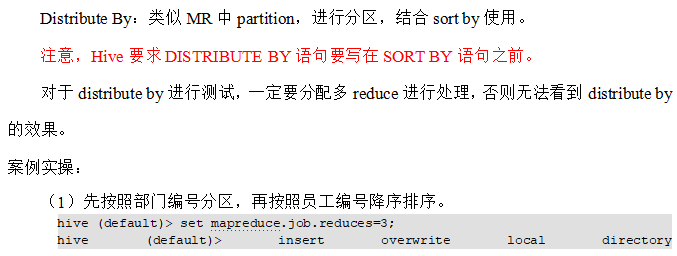 Distribute By：类似 MR 中 partition，进行分区，结合 sort by 使用。
注意，Hive 要求 DISTRIBUTE BY 语句要写在 SORT BY 语句之前。
对于 distribute by 进行测试，一定要分配多 reduce 进行处理，否则无法看到 distribute by
的效果。
案例实操：
（1）先按照部门编号分区，再按照员工编号降序排序。
hive (default)> set mapreduce.job.reduces=3;
hive (default)> insert overwrite local directory